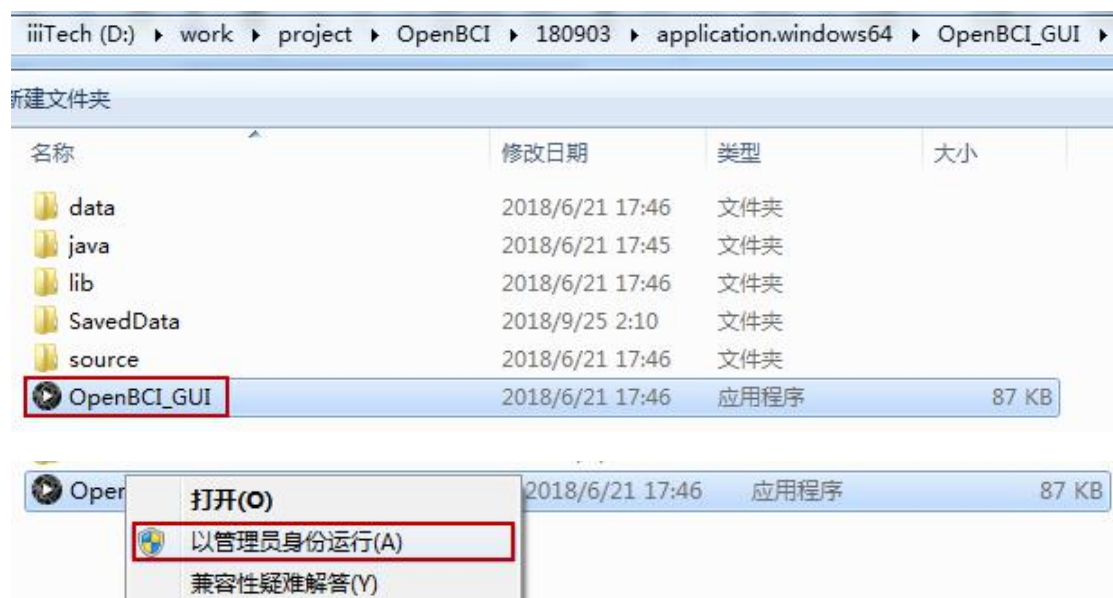 iiiTech (D:) ▸ work ▸ project ▸ OpenBCI ▸ 180903 ▸ application.windows64 ▸ OpenBCI_GUI ▸
新建文件夹
名称 修改日期 类型 大小
data 2018/6/21 17:46 文件夹
java 2018/6/21 17:45 文件夹
lib 2018/6/21 17:46 文件夹
SavedData 2018/9/25 2:10 文件夹
source 2018/6/21 17:46 文件夹
OpenBCI_GUI 2018/6/21 17:46 应用程序 87 KB
Oper 2018/6/21 17:46 应用程序 87 KB
打开(O)
以管理员身份运行(A)
兼容性疑难解答(Y)